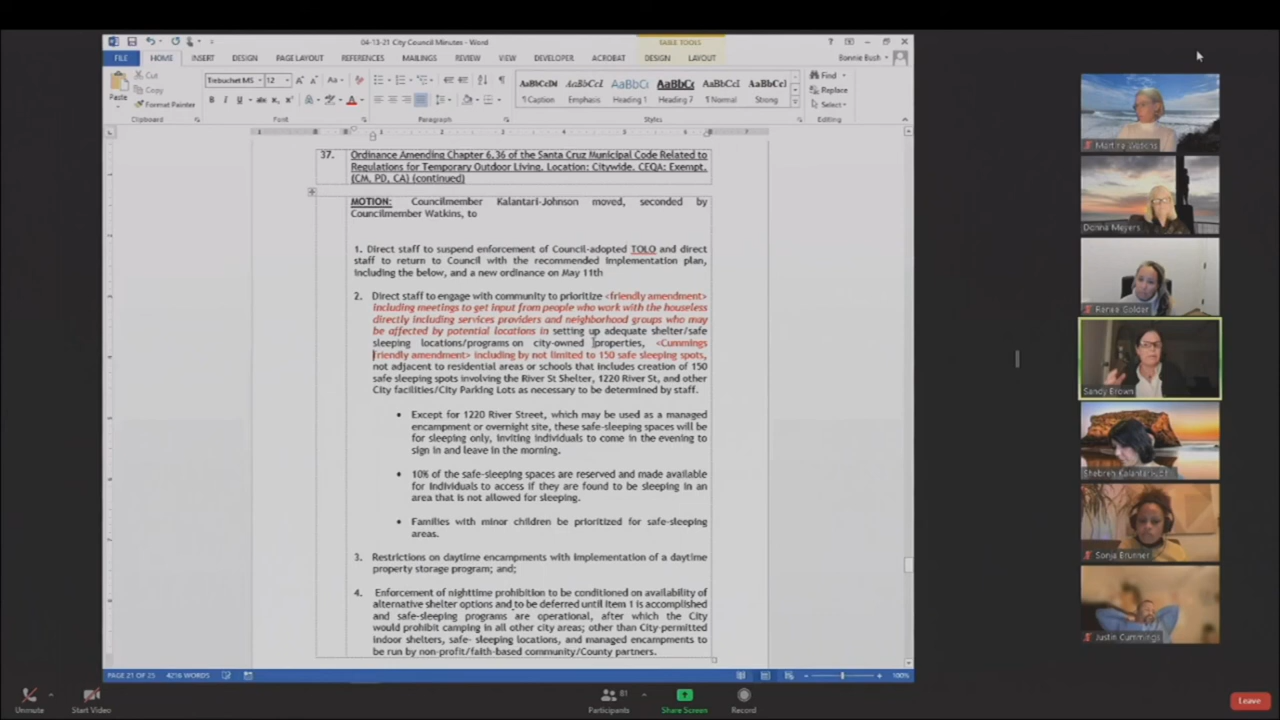 04-13-21 City Council Minutes - Word
TABLE TOOLS
FILE HOME INSERT DESIGN PAGE LAYOUT REFERENCES MAILINGS REVIEW VIEW DEVELOPER ACROBAT DESIGN LAYOUT Bonnie Bush
Cut
Copy
Paste
Format Painter
Trebuchet MS 12
AaBbCcDd AaBbCcL AaBbCcI AaBbCc AaBbCcI AaBbCcI
¶ Caption Emphasis Heading 1 Heading 7 ¶ Normal Strong
Find
Replace
Select
Clipboard Font Paragraph Styles Editing
37. Ordinance Amending Chapter 6.36 of the Santa Cruz Municipal Code Related to
Regulations for Temporary Outdoor Living. Location: Citywide. CEQA: Exempt.
(CM, PD, CA) (continued)
MOTION: Councilmember Kalantari-Johnson moved, seconded by
Councilmember Watkins, to
1. Direct staff to suspend enforcement of Council-adopted TOLO and direct
staff to return to Council with the recommended implementation plan,
including the below, and a new ordinance on May 11th
2. Direct staff to engage with community to prioritize <friendly amendment>
including meetings to get input from people who work with the houseless
directly including services providers and neighborhood groups who may
be affected by potential locations in setting up adequate shelter/safe
sleeping locations/programs on city-owned properties, <Cummings
friendly amendment> including by not limited to 150 safe sleeping spots,
not adjacent to residential areas or schools that includes creation of 150
safe-sleeping spots involving the River St Shelter, 1220 River St, and other
City facilities/City Parking Lots as necessary to be determined by staff.
• Except for 1220 River Street, which may be used as a managed
encampment or overnight site, these safe-sleeping spaces will be
for sleeping only, inviting individuals to come in the evening to
sign in and leave in the morning.
• 10% of the safe-sleeping spaces are reserved and made available
for individuals to access if they are found to be sleeping in an
area that is not allowed for sleeping.
• Families with minor children be prioritized for safe-sleeping
areas.
3. Restrictions on daytime encampments with implementation of a daytime
property storage program; and;
4. Enforcement of nighttime prohibition to be conditioned on availability of
alternative shelter options and to be deferred until item 1 is accomplished
and safe-sleeping programs are operational, after which the City
would prohibit camping in all other city areas; other than City-permitted
indoor shelters, safe- sleeping locations, and managed encampments to
be run by non-profit/faith-based community/County partners.
PAGE 21 OF 25 4216 WORDS 100%
Martine Watkins
Donna Meyers
Renee Golder
Sandy Brown
Shebreh Kalantari-J
Sonja Brunner
Justin Cummings
Unmute Start Video Participants 81 Share Screen Record Leave